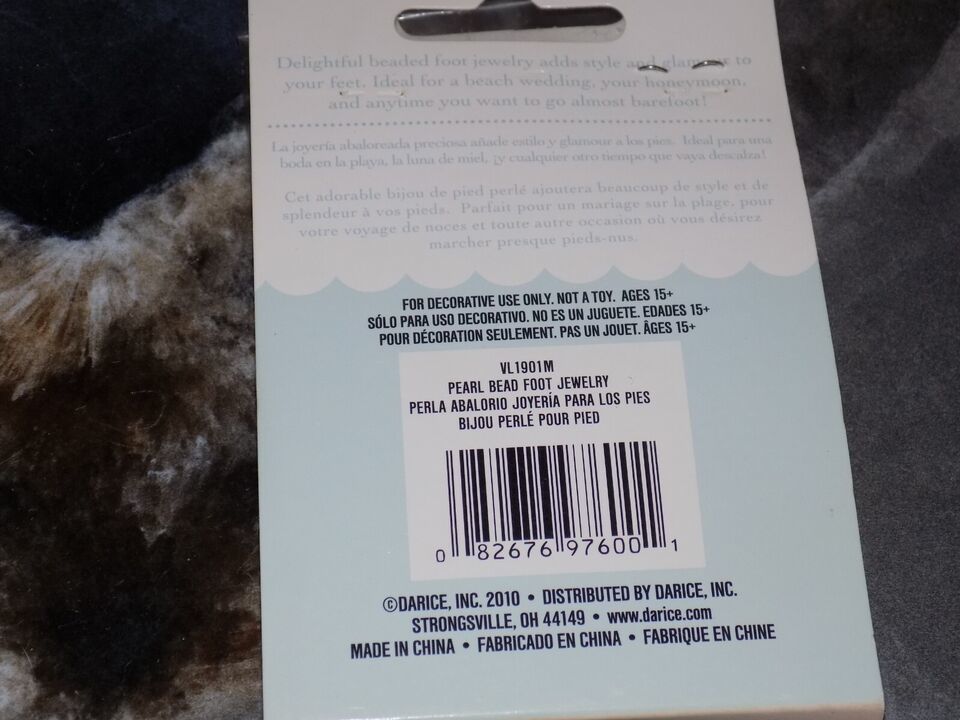 Delightful beaded foot jewelry adds style and glamour to
your feet. Ideal for a beach wedding, your honeymoon,
and anytime you want to go almost barefoot!
La joyería abaloreada preciosa añade estilo y glamour a los pies. Ideal para una
boda en la playa, la luna de miel, ¡y cualquier otro tiempo que vaya descalza!
Cet adorable bijou de pied perlé ajoutera beaucoup de style et de
splendeur à vos pieds. Parfait pour un mariage sur la plage, pour
votre voyage de noces et toute autre occasion où vous désirez
marcher presque pieds-nus.
FOR DECORATIVE USE ONLY. NOT A TOY. AGES 15+
SÓLO PARA USO DECORATIVO. NO ES UN JUGUETE. EDADES 15+
POUR DÉCORATION SEULEMENT. PAS UN JOUET. ÂGES 15+
VL1901M
PEARL BEAD FOOT JEWELRY
PERLA ABALORIO JOYERÍA PARA LOS PIES
BIJOU PERLÉ POUR PIED
0 82676 97600 1
©DARICE, INC. 2010 • DISTRIBUTED BY DARICE, INC.
STRONGSVILLE, OH 44149 • www.darice.com
MADE IN CHINA • FABRICADO EN CHINA • FABRIQUE EN CHINE